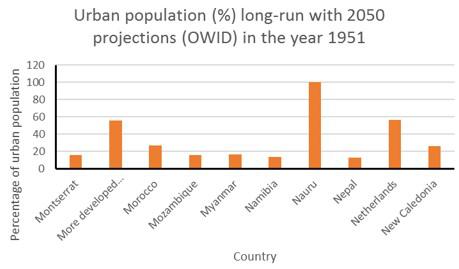 Urban population (%) long-run with 2050
projections (OWID) in the year 1951
Percentage of urban population
120
100
80
60
40
20
0
Montserrat
More developed...
Morocco
Mozambique
Myanmar
Namibia
Nauru
Nepal
Netherlands
New Caledonia
Country